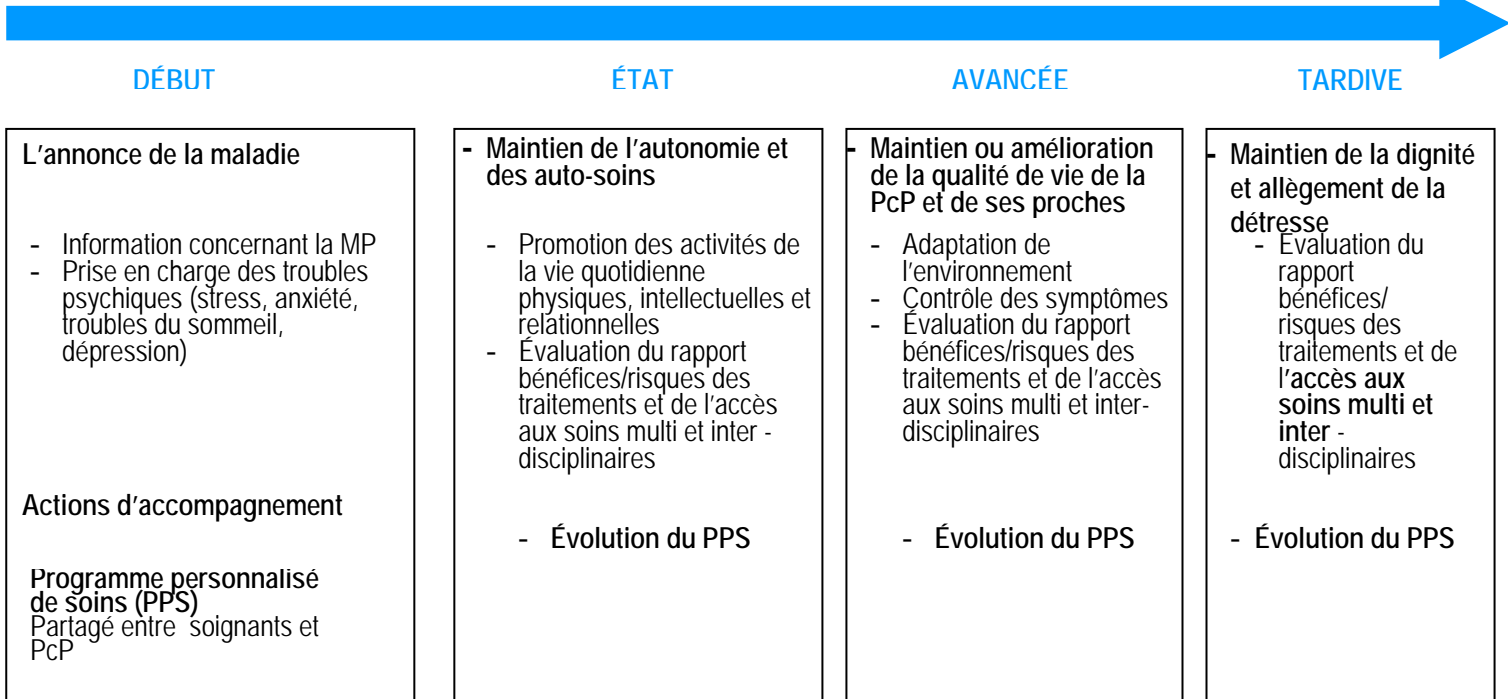 DÉBUT
ÉTAT
AVANCÉE
TARDIVE
L'annonce de la maladie
- Information concernant la MP
- Prise en charge des troubles
psychiques (stress, anxiété,
troubles du sommeil,
dépression)
Actions d'accompagnement
Programme personnalisé
de soins (PPS)
Partagé entre soignants et
PcP
- Maintien de l'autonomie et
des auto-soins
- Promotion des activités de
la vie quotidienne
physiques, intellectuelles et
relationnelles
- Évaluation du rapport
bénéfices/risques des
traitements et de l'accès
aux soins multi et inter -
disciplinaires
- Évolution du PPS
- Maintien ou amélioration
de la qualité de vie de la
PcP et de ses proches
- Adaptation de
l'environnement
- Contrôle des symptômes
- Évaluation du rapport
bénéfices/risques des
traitements et de l'accès
aux soins multi et inter-
disciplinaires
- Évolution du PPS
- Maintien de la dignité
et allègement de la
détresse
- Évaluation du
rapport
bénéfices/
risques des
traitements et de
l'accès aux
soins multi et
inter -
disciplinaires
- Évolution du PPS